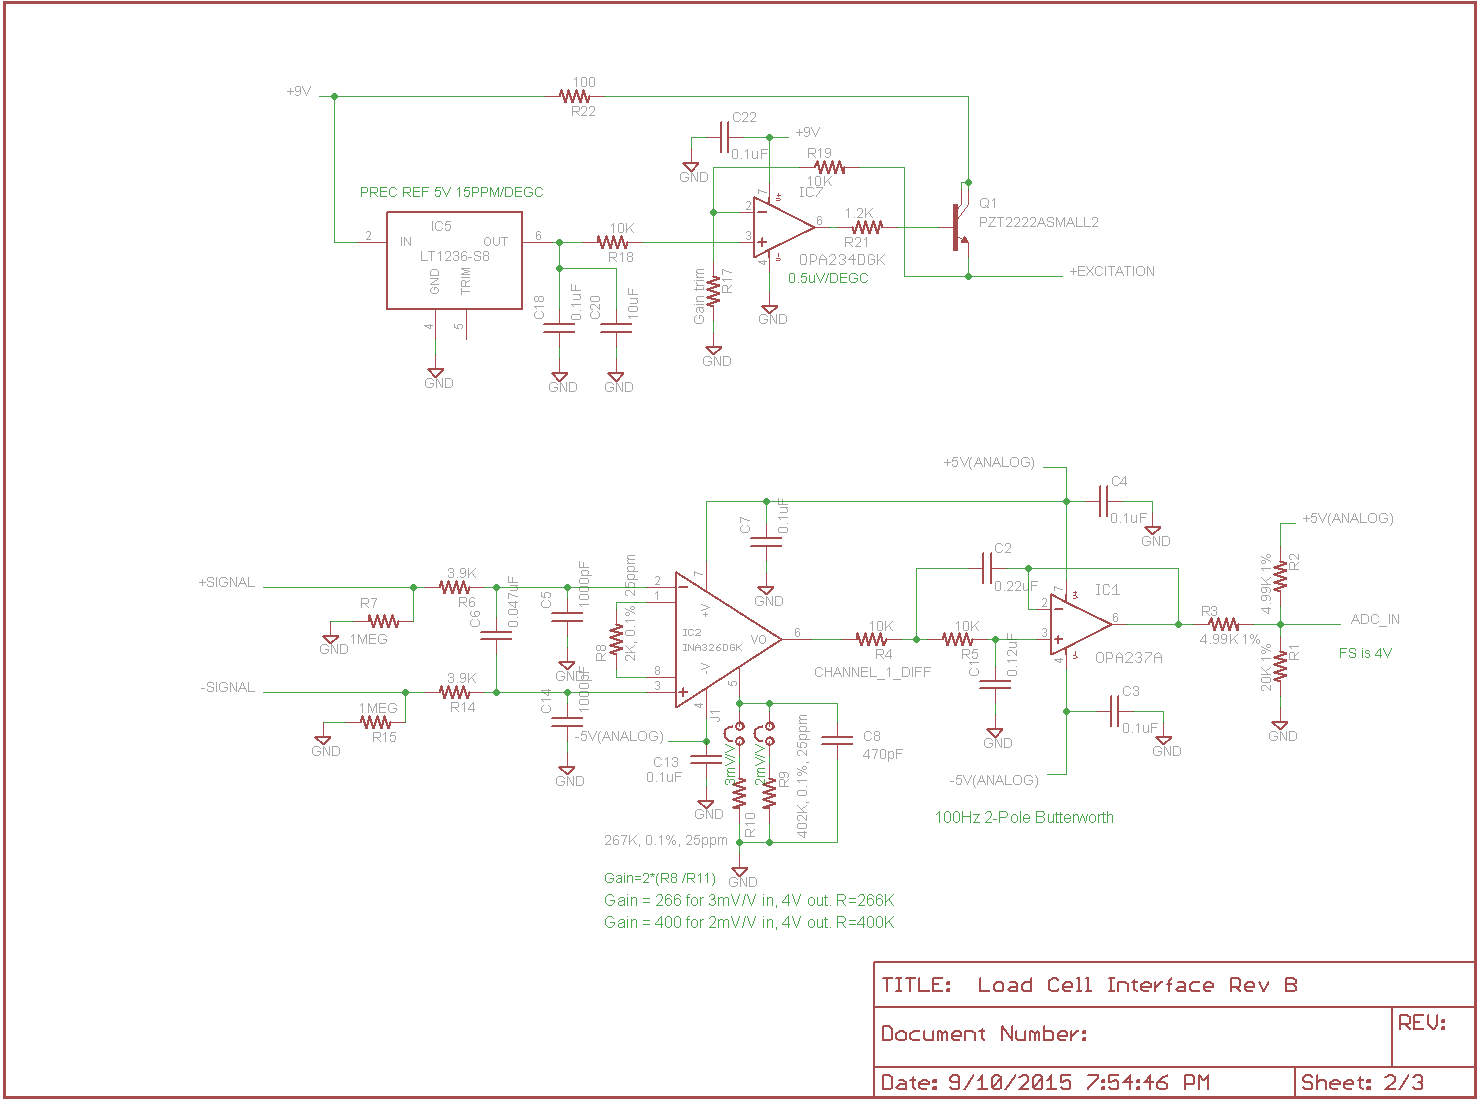 100
+9V
R22
C22
+9V
0.1uF
R19
10K
GND
IC7
PREC REF 5V 15PPM/DEGC
7
V+
Q1
PZT2222ASMALL2
2
6
1.2K
R21
IC5
2
IN
OUT
6
LT1236-S8
GND
TRIM
10K
R18
3
4
V-
OPA234DGK
0.5uV/DEGC
+EXCITATION
Gain trim
R17
C18
0.1uF
C20
10uF
4
5
GND
GND
GND
GND
GND
+5V(ANALOG)
C4
0.1uF
GND
+5V(ANALOG)
C7
0.1uF
GND
C2
0.22uF
+SIGNAL
3.9K
R6
R7
1MEG
GND
C6
0.047uF
C5
1000pF
GND
R8
2K, 0.1%, 25ppm
2
1
8
3
7
+V
IC2
INA326DGK
VO
6
-V
5
4
10K
R4
10K
R5
CHANNEL_1_DIFF
C1
0.12uF
GND
IC1
7
2
3
6
4
OPA237A
R3
4.99K 1%
4.99K 1%
R2
ADC_IN
FS is 4V
20K 1%
R1
GND
-SIGNAL
3.9K
R14
1MEG
R15
GND
C14
1000pF
GND
-5V(ANALOG)
C13
0.1uF
GND
J1
3mV/V
2mV/V
R10
R9
402K, 0.1%, 25ppm
C8
470pF
C3
0.1uF
GND
-5V(ANALOG)
100Hz 2-Pole Butterworth
267K, 0.1%, 25ppm
GND
Gain=2*(R8 /R11)
Gain = 266 for 3mV/V in, 4V out. R=266K
Gain = 400 for 2mV/V in, 4V out. R=400K
TITLE: Load Cell Interface Rev B
Document Number:
REV:
Date: 9/10/2015 7:54:46 PM
Sheet: 2/3